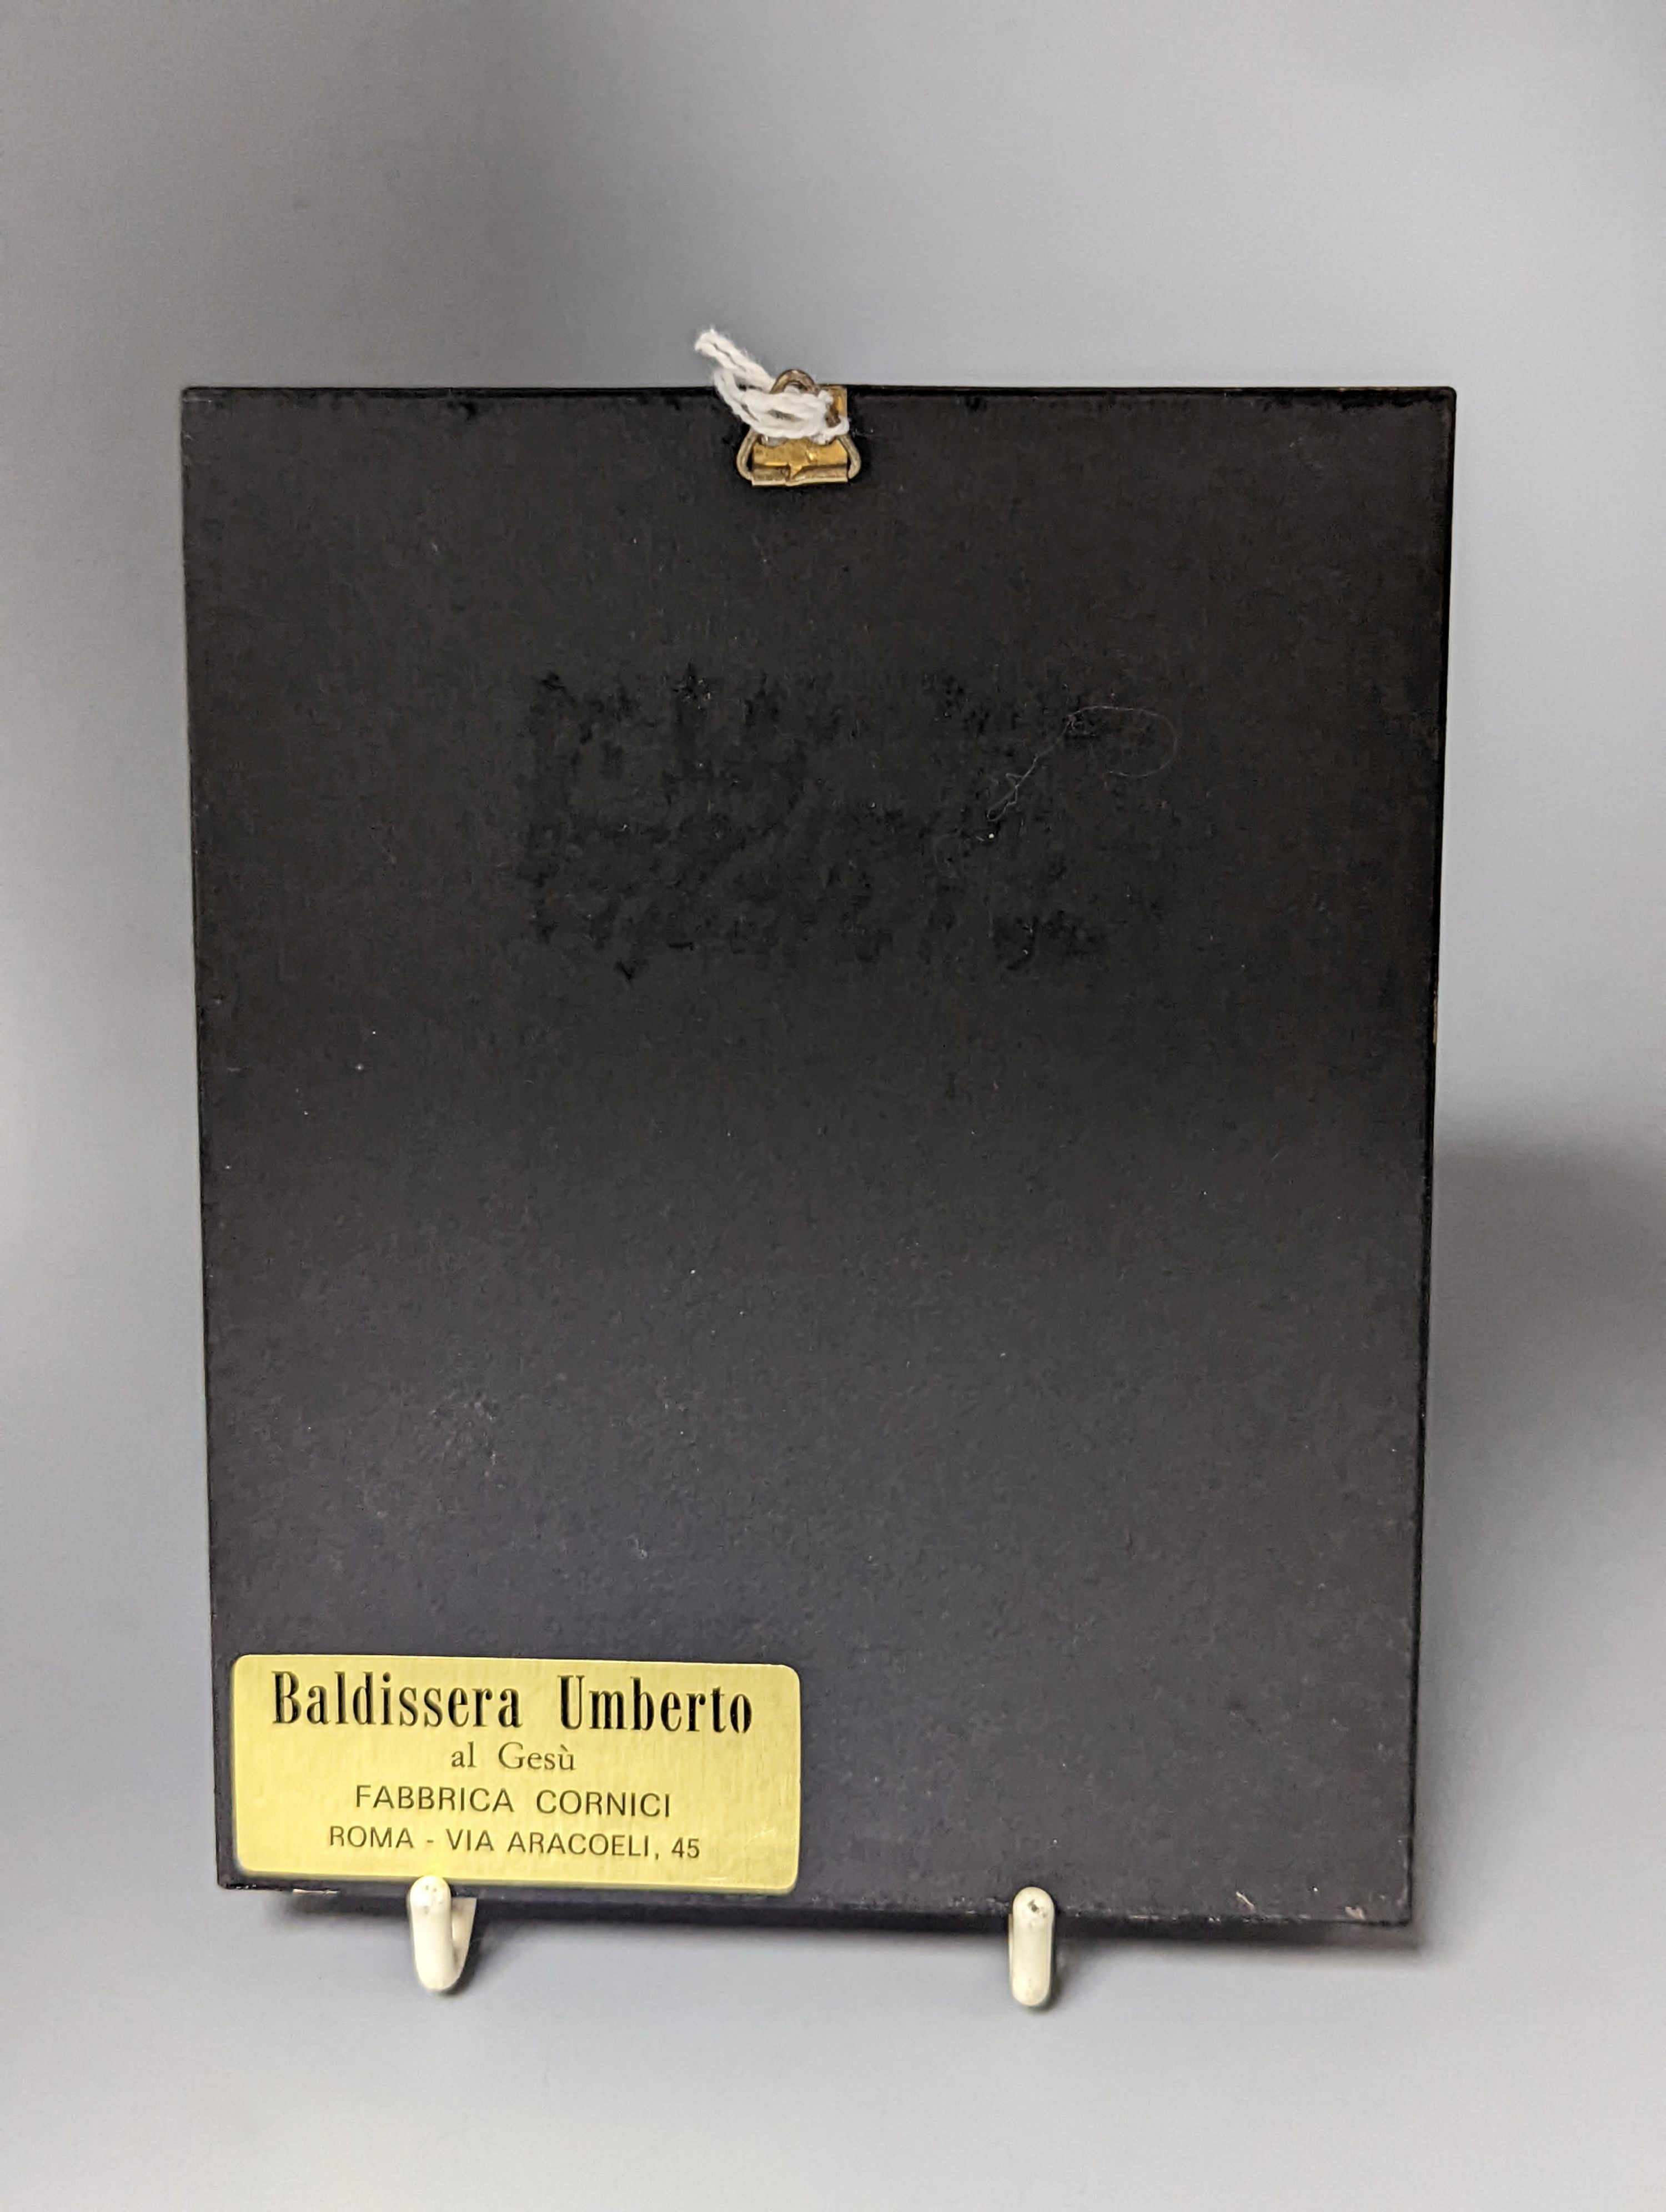 Baldissera Umberto
al Gesù
FABBRICA CORNICI
ROMA - VIA ARACOELI, 45